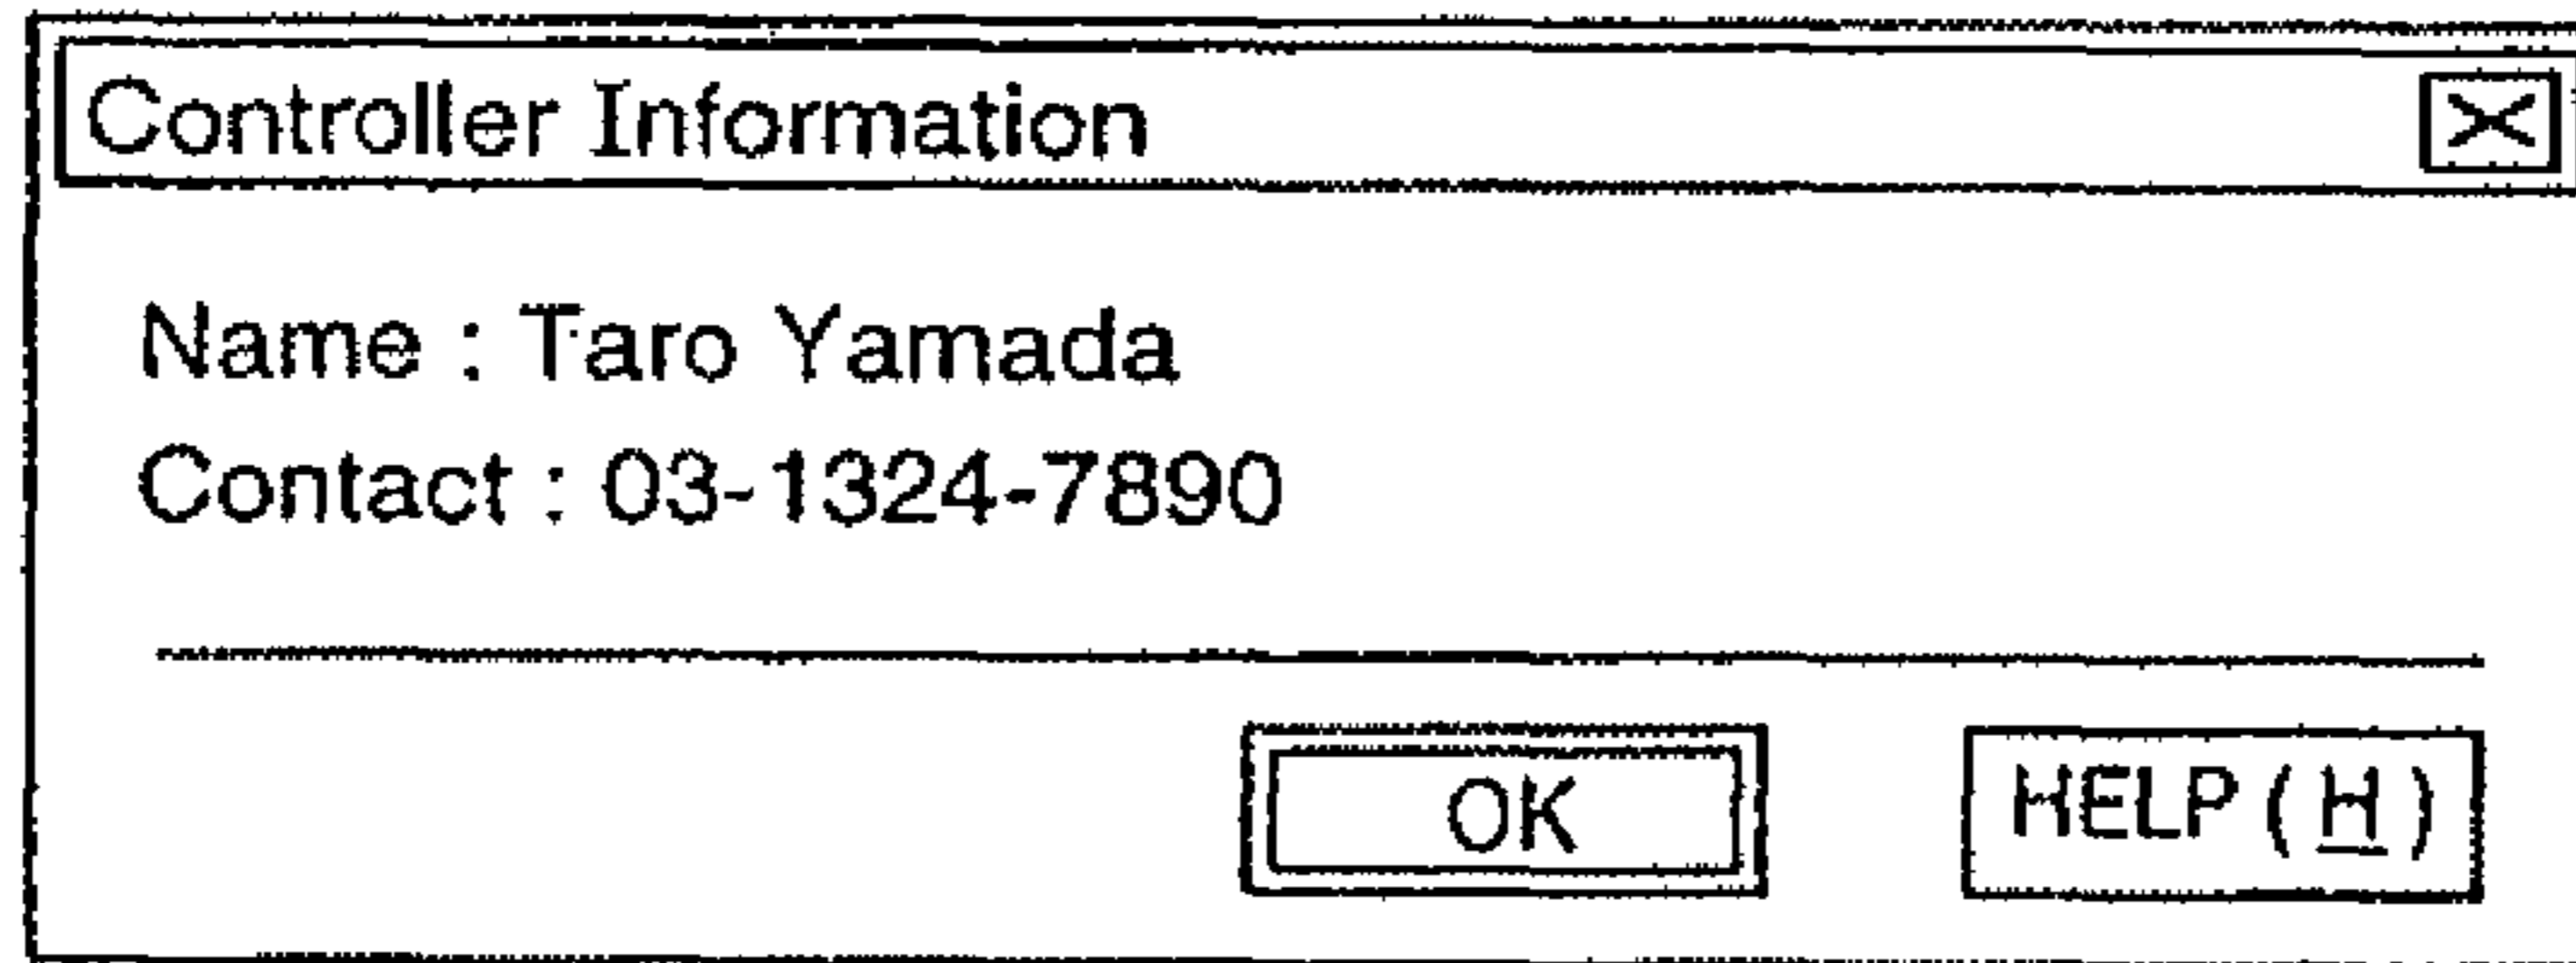 Controller Information
Name : Taro Yamada
Contact : 03-1324-7890
OK
HELP ( H )